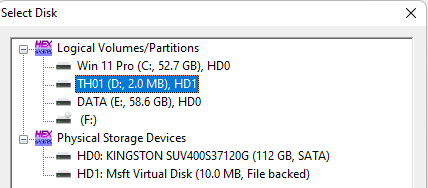 Select Disk
HEX
Logical Volumes/Partitions
Win 11 Pro (C:, 52.7 GB), HD0
TH01 (D:, 2.0 MB), HD1
DATA (E:, 58.6 GB), HD0
(F:)
HEX
Physical Storage Devices
HD0: KINGSTON SUV400S37120G (112 GB, SATA)
HD1: Msft Virtual Disk (10.0 MB, File backed)